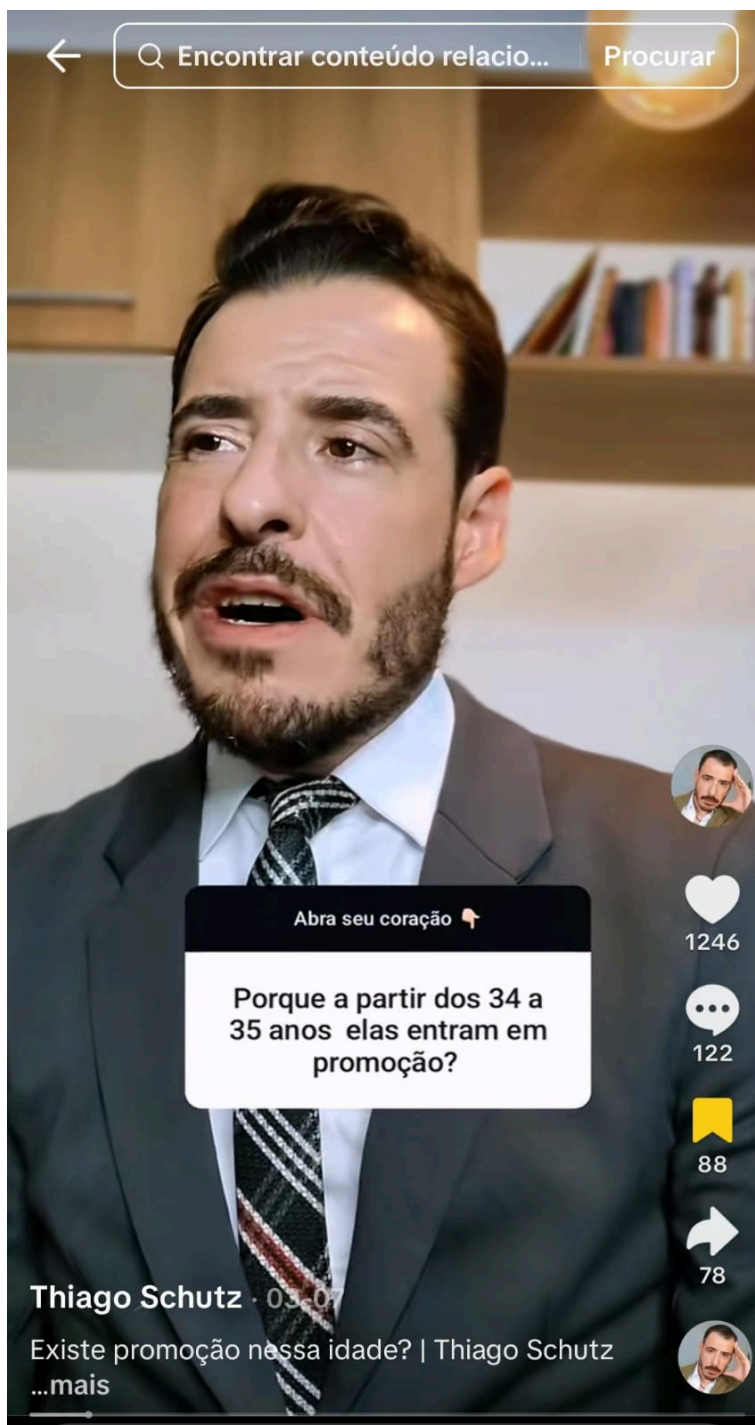 Encontrar conteúdo relacio...
Procurar
Abra seu coração 👇🏻
Porque a partir dos 34 a
35 anos elas entram em
promoção?
1246
122
88
78
Thiago Schutz · 03-07
Existe promoção nessa idade? | Thiago Schutz
...mais